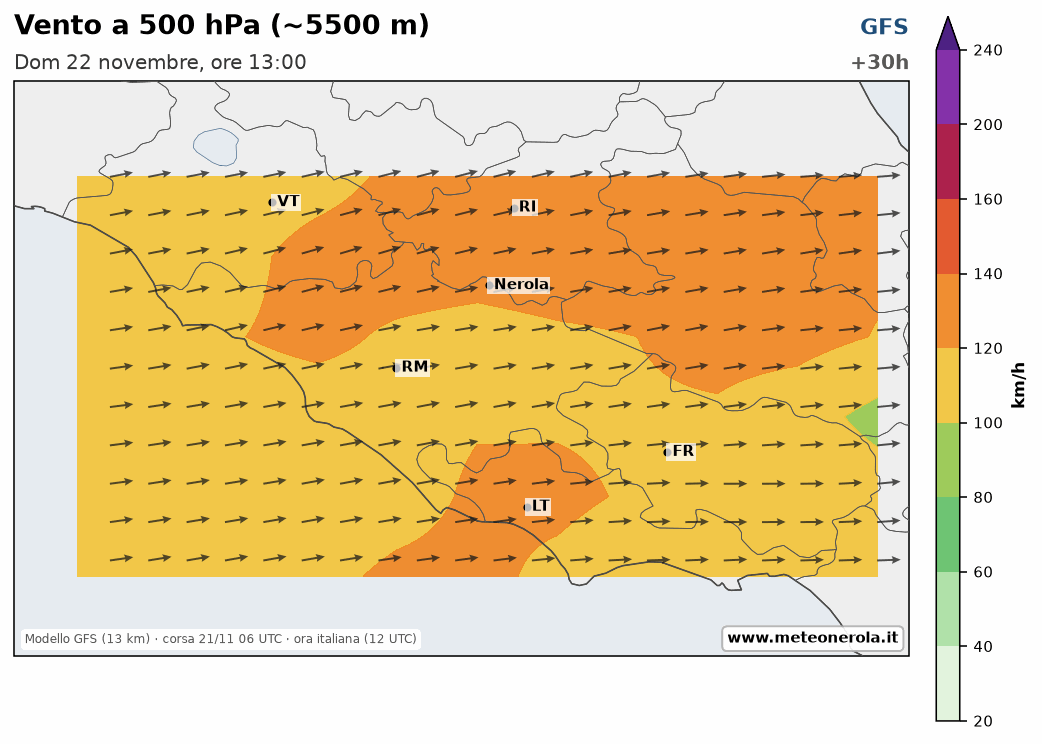 Vento a 500 hPa (~5500 m)
GFS
Dom 22 novembre, ore 13:00
+30h
VT
RI
Nerola
RM
FR
LT
240
200
160
140
120
100
80
60
40
20
km/h
Modello GFS (13 km) · corsa 21/11 06 UTC · ora italiana (12 UTC)
www.meteonerola.it